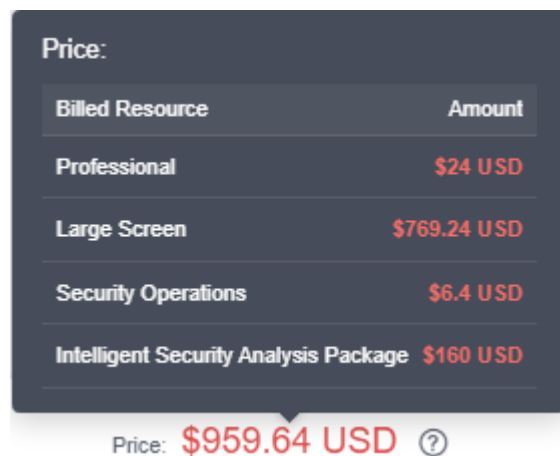 Price:
Billed Resource Amount
Professional $24 USD
Large Screen $769.24 USD
Security Operations $6.4 USD
Intelligent Security Analysis Package $160 USD
Price: $959.64 USD ?